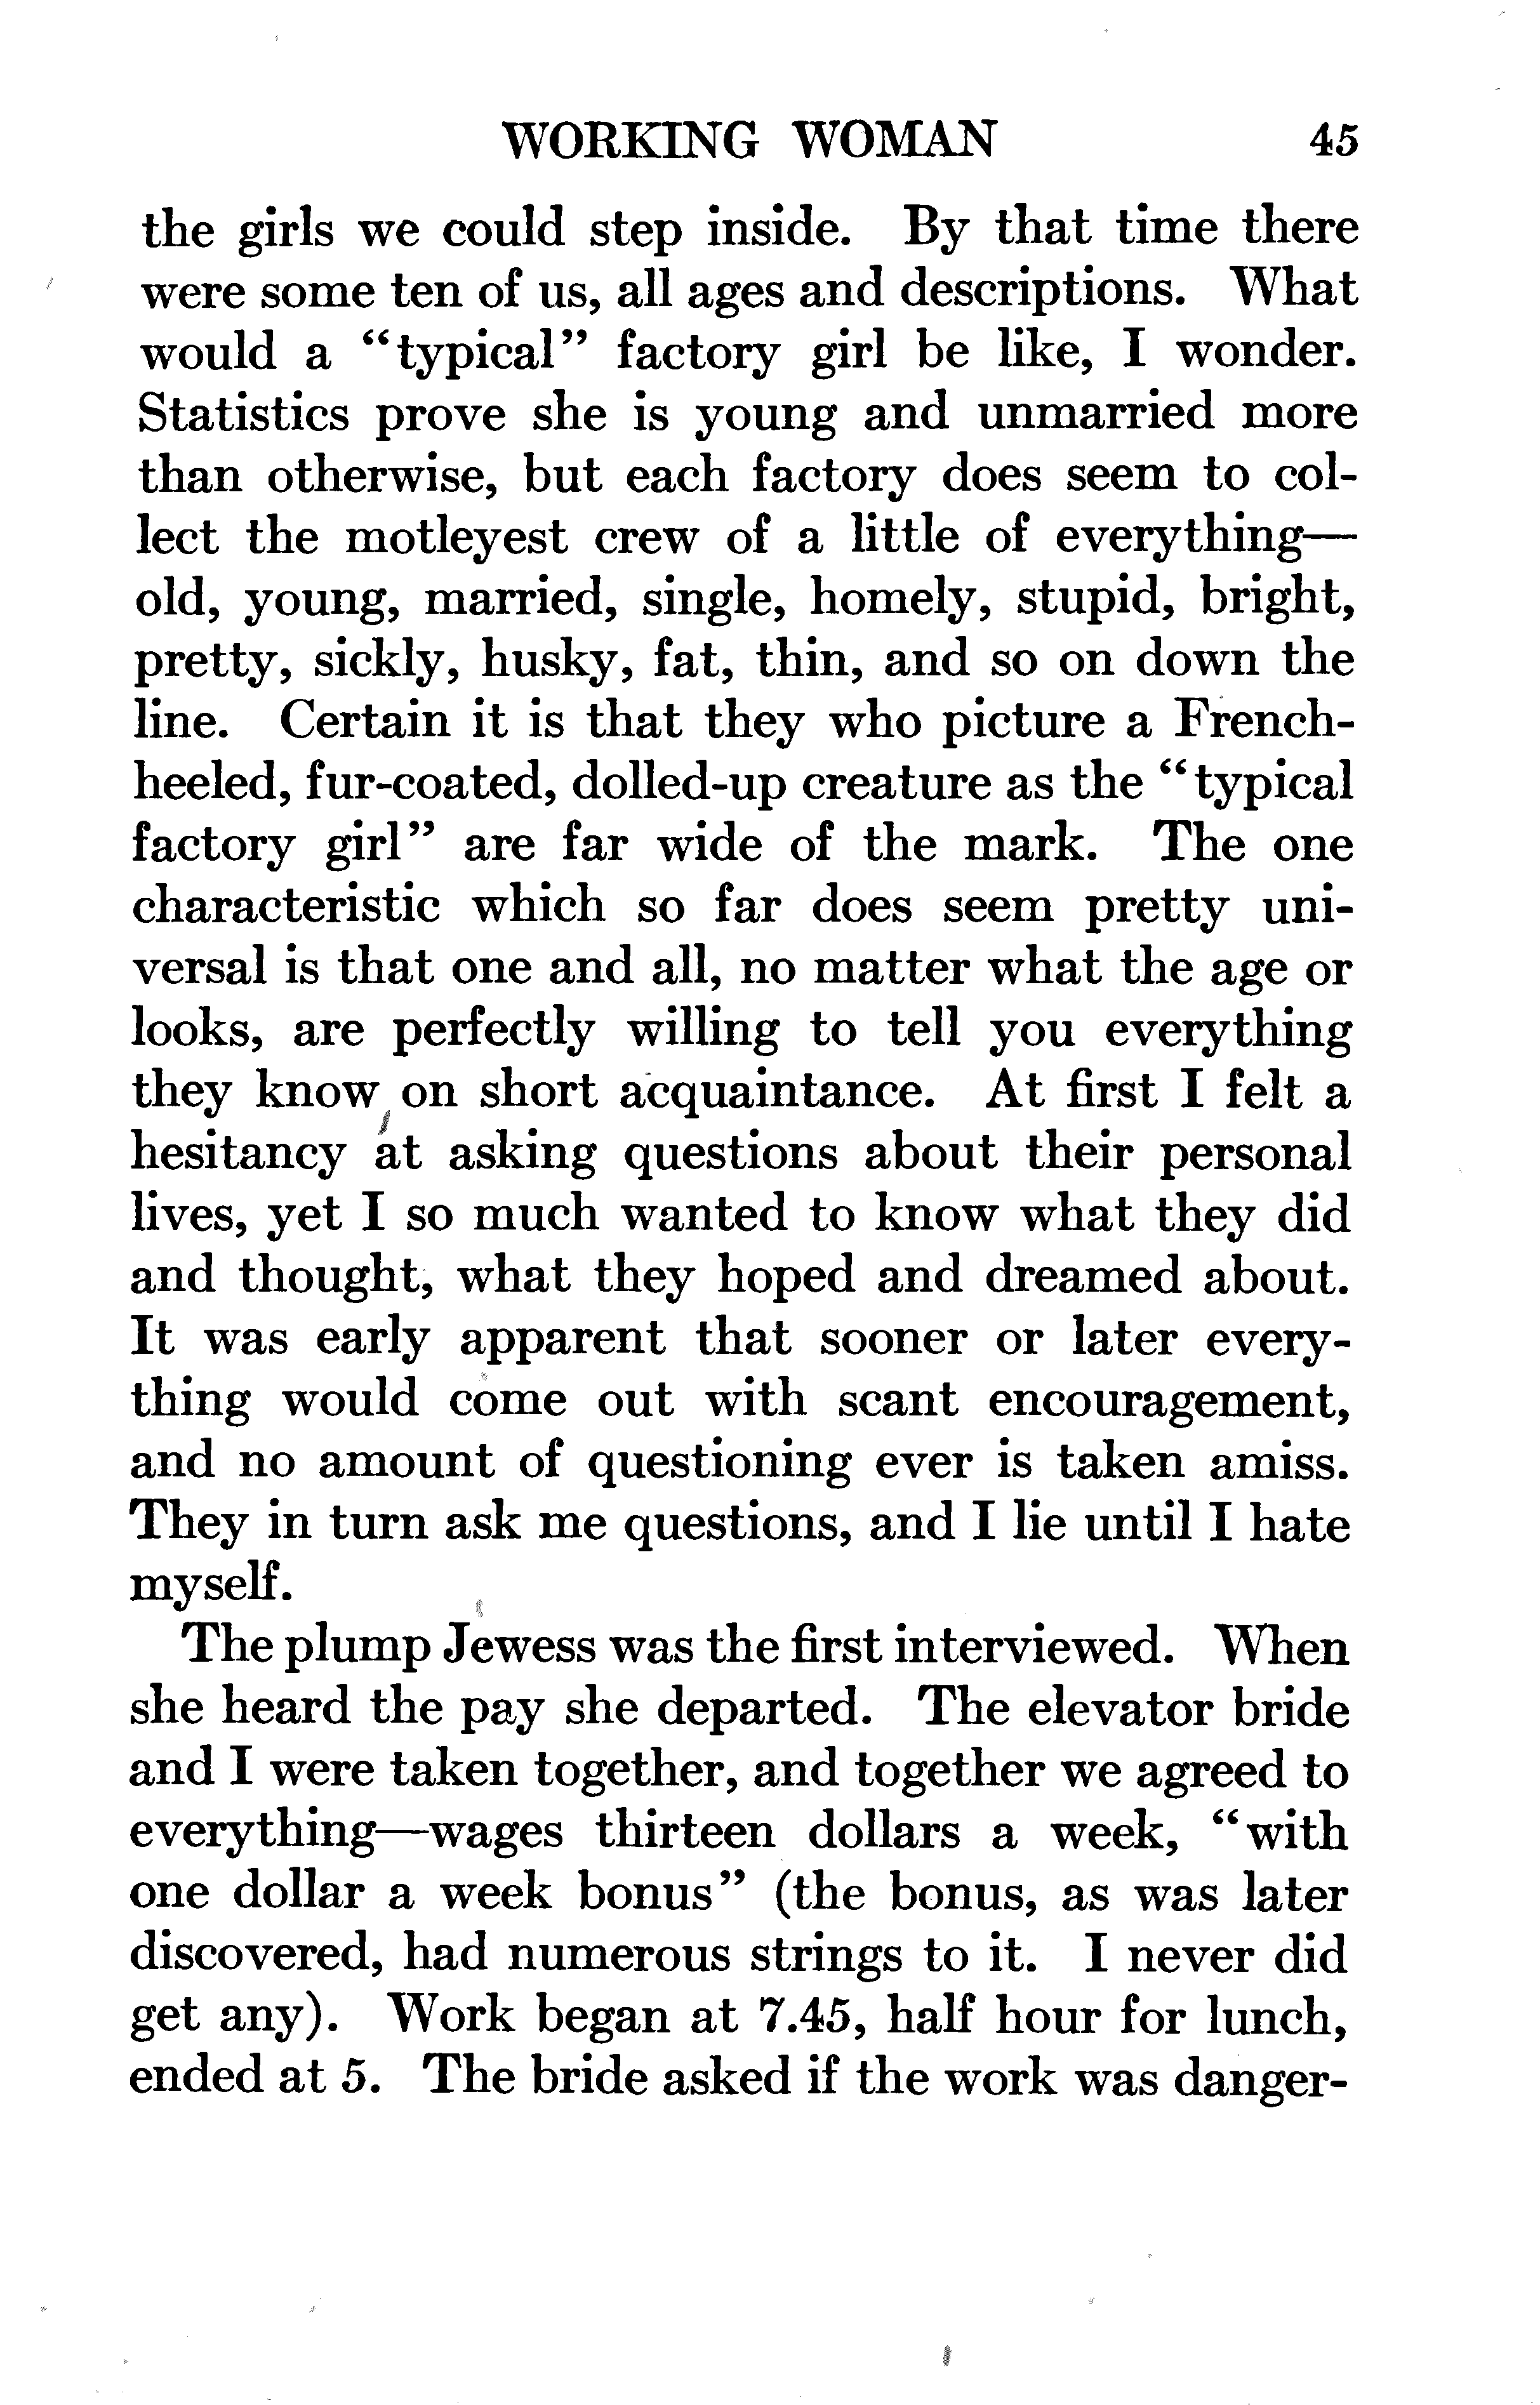 WORKING WOMAN 45
the girls we could step inside. By that time there
were some ten of us, all ages and descriptions. What
would a “typical” factory girl be like, I wonder.
Statistics prove she is young and unmarried more
than otherwise, but each factory does seem to col-
lect the motleyest crew of a little of everything—
old, young, married, single, homely, stupid, bright,
pretty, sickly, husky, fat, thin, and so on down the
line. Certain it is that they who picture a French-
heeled, fur-coated, dolled-up creature as the “typical
factory girl” are far wide of the mark. The one
characteristic which so far does seem pretty uni-
versal is that one and all, no matter what the age or
looks, are perfectly willing to tell you everything
they know on short acquaintance. At first I felt a
hesitancy at asking questions about their personal
lives, yet I so much wanted to know what they did
and thought, what they hoped and dreamed about.
It was early apparent that sooner or later every-
thing would come out with scant encouragement,
and no amount of questioning ever is taken amiss.
They in turn ask me questions, and I lie until I hate
myself.
The plump Jewess was the first interviewed. When
she heard the pay she departed. The elevator bride
and I were taken together, and together we agreed to
everything—wages thirteen dollars a week, “with
one dollar a week bonus” (the bonus, as was later
discovered, had numerous strings to it. I never did
get any). Work began at 7.45, half hour for lunch,
ended at 5. The bride asked if the work was danger-